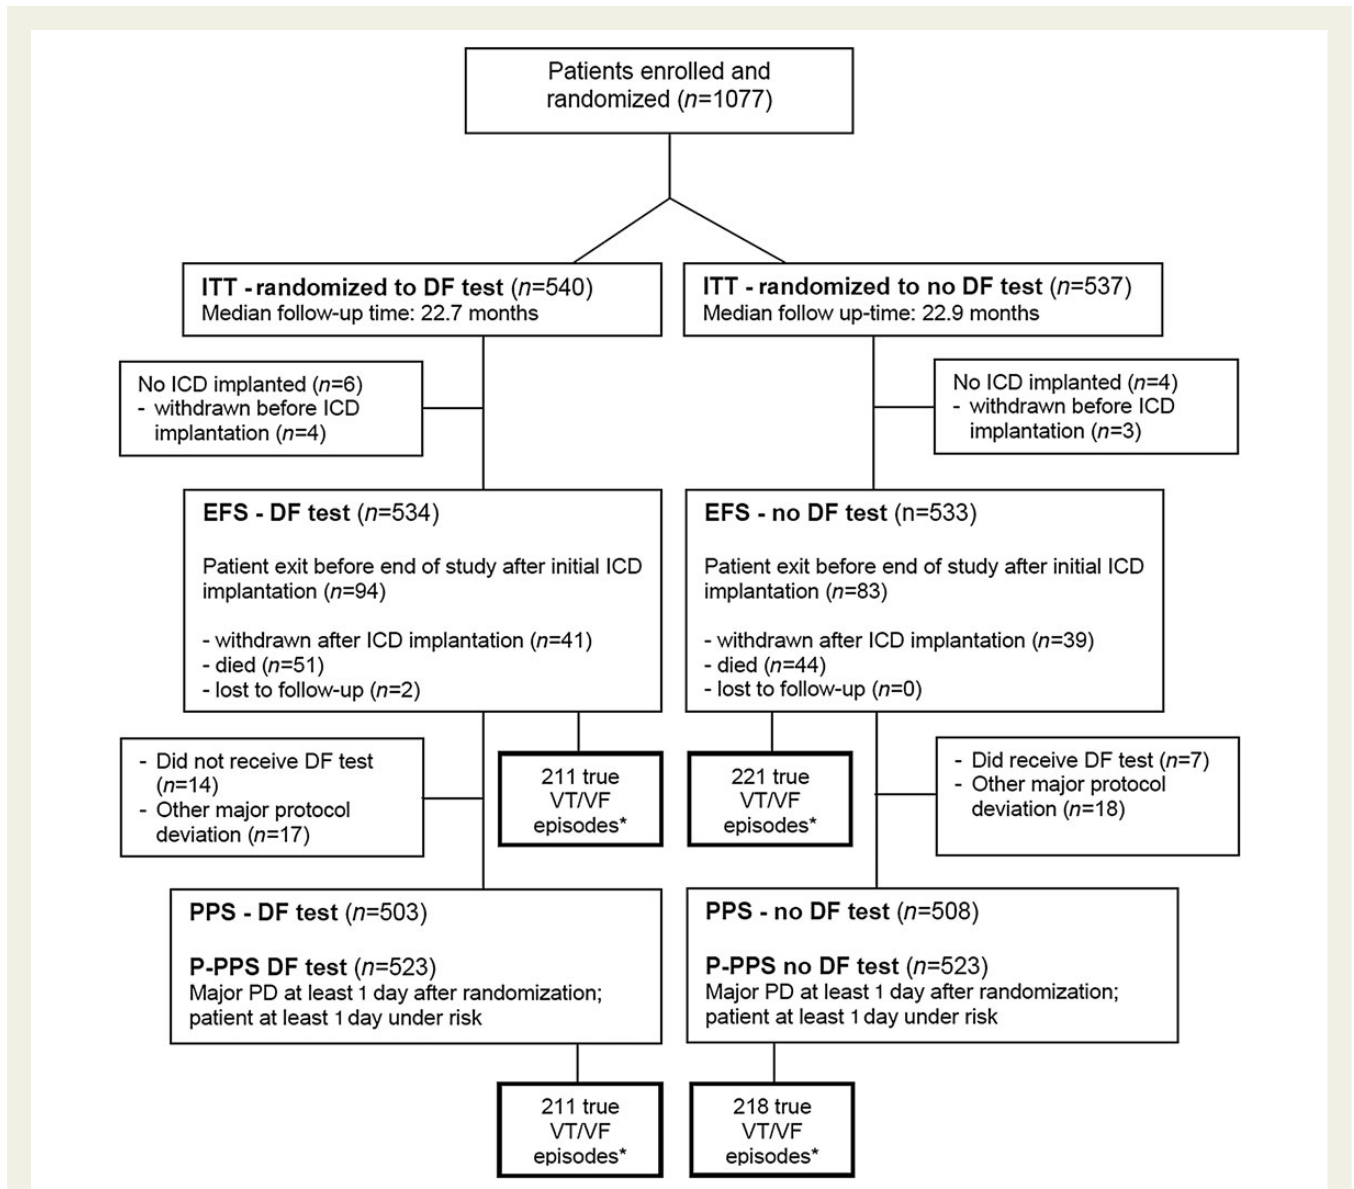 Patients enrolled and
randomized (n=1077)
ITT - randomized to DF test (n=540)
Median follow-up time: 22.7 months
ITT - randomized to no DF test (n=537)
Median follow up-time: 22.9 months
No ICD implanted (n=6)
- withdrawn before ICD
implantation (n=4)
No ICD implanted (n=4)
- withdrawn before ICD
implantation (n=3)
EFS - DF test (n=534)
Patient exit before end of study after initial ICD
implantation (n=94)
- withdrawn after ICD implantation (n=41)
- died (n=51)
- lost to follow-up (n=2)
EFS - no DF test (n=533)
Patient exit before end of study after initial ICD
implantation (n=83)
- withdrawn after ICD implantation (n=39)
- died (n=44)
- lost to follow-up (n=0)
- Did not receive DF test
(n=14)
- Other major protocol
deviation (n=17)
211 true
VT/VF
episodes*
221 true
VT/VF
episodes*
- Did receive DF test (n=7)
- Other major protocol
deviation (n=18)
PPS - DF test (n=503)
P-PPS DF test (n=523)
Major PD at least 1 day after randomization;
patient at least 1 day under risk
PPS - no DF test (n=508)
P-PPS no DF test (n=523)
Major PD at least 1 day after randomization;
patient at least 1 day under risk
211 true
VT/VF
episodes*
218 true
VT/VF
episodes*